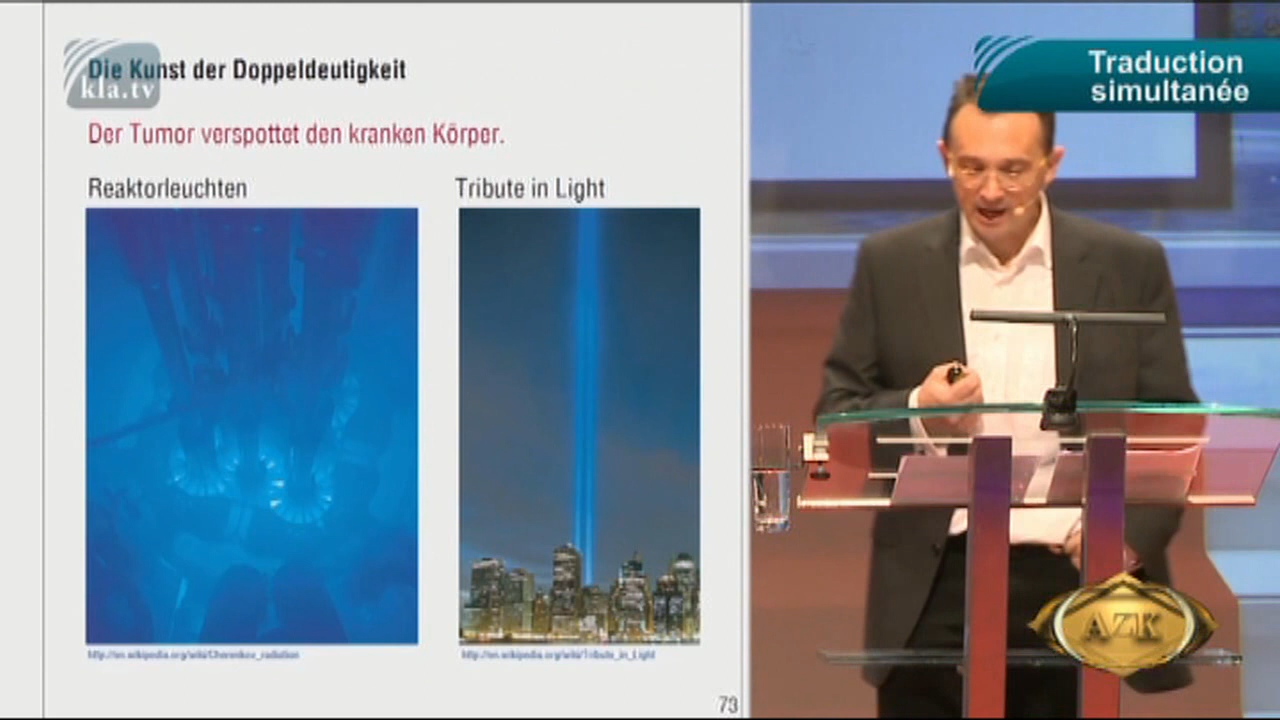 Die Kunst der Doppeldeutigkeit
kla.tv
Der Tumor verspottet den kranken Körper.
Reaktorleuchten
Tribute in Light
http://en.wikipedia.org/wiki/Cherenkov_radiation
http://en.wikipedia.org/wiki/Tribute_in_Light
73
Traduction
simultanée
AZK